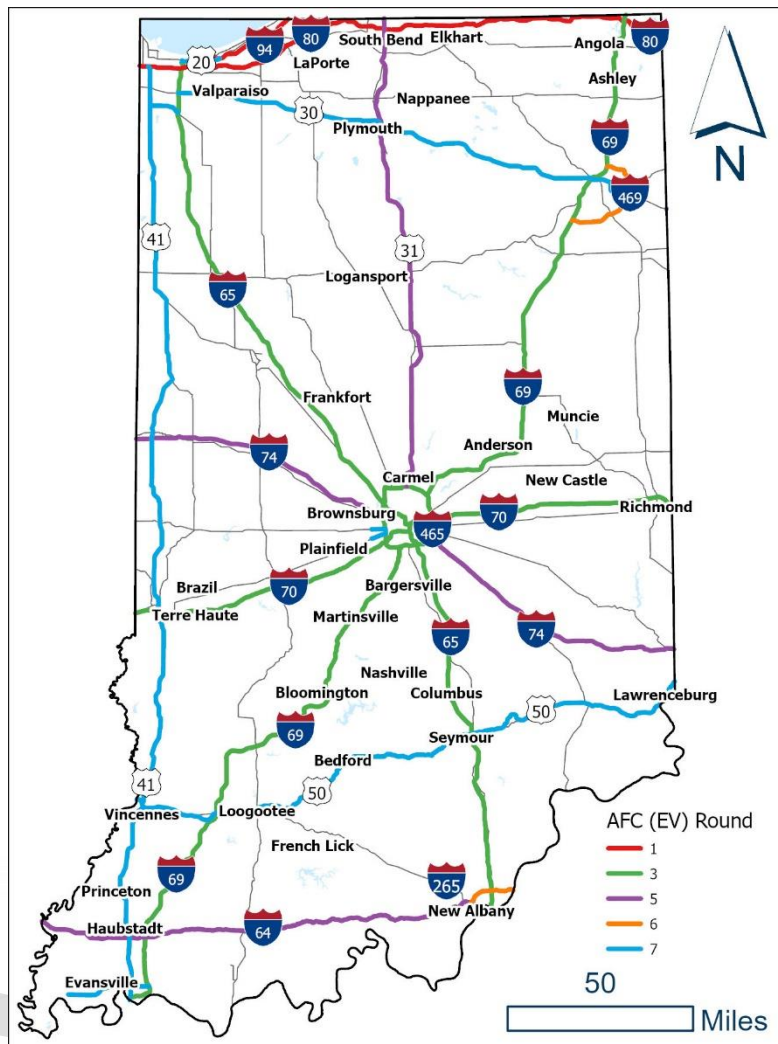 80
94
South Bend
Elkhart
Angola
80
20
LaPorte
Ashley
Valparaiso
Nappanee
30
Plymouth
69
N
469
41
31
65
Logansport
69
Frankfort
Muncie
Anderson
74
Carmel
New Castle
Brownsburg
70
Richmond
465
Plainfield
Brazil
70
Bargersville
Terre Haute
Martinsville
65
74
Nashville
Bloomington
Columbus
Lawrenceburg
69
50
Seymour
Bedford
41
50
Vincennes
Loogootee
AFC (EV) Round
French Lick
1
69
265
3
Princeton
5
New Albany
6
Haubstadt
64
7
Evansville
50
Miles